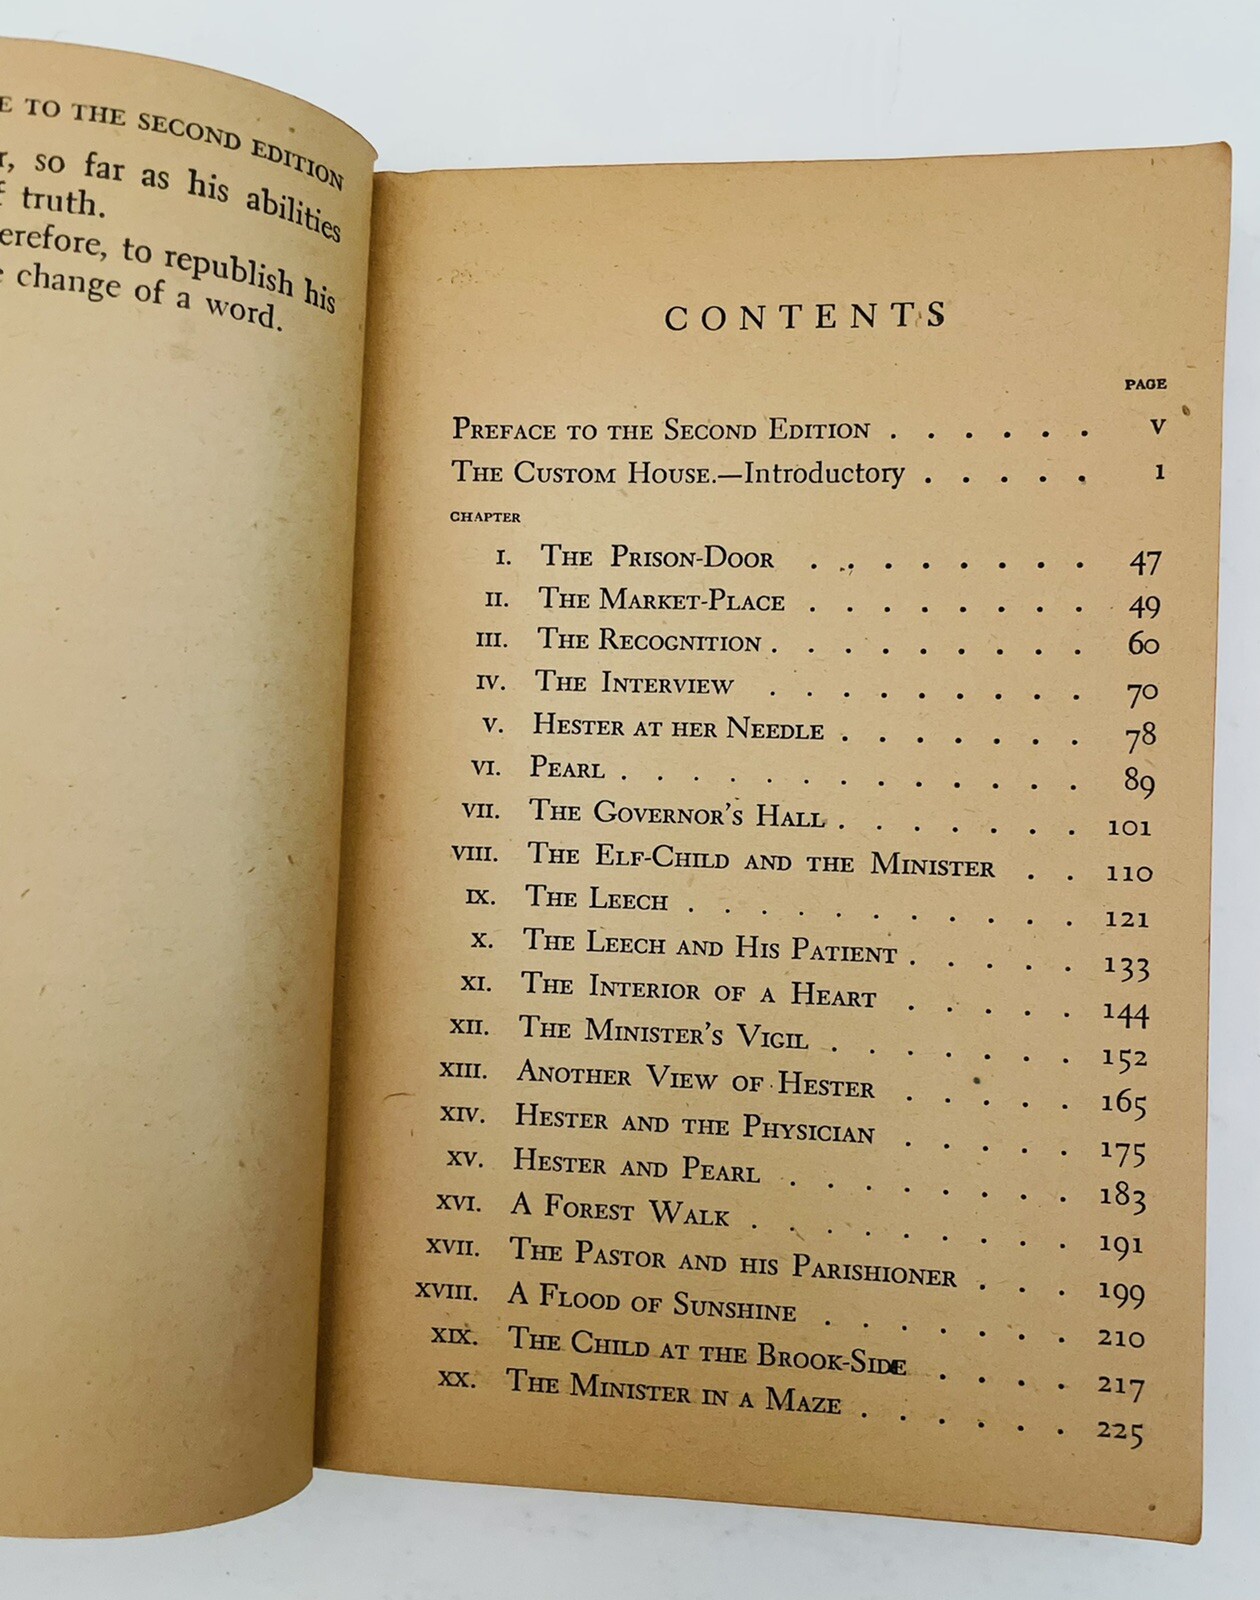 E TO THE SECOND EDITION
, so far as his abilities
truth.
erefore, to republish his
change of a word.
CONTENTS
PAGE
PREFACE TO THE SECOND EDITION . . . . . . V
THE CUSTOM HOUSE.—Introductory . . . . . 1
CHAPTER
I. THE PRISON-DOOR . . . . . . . . 47
II. THE MARKET-PLACE . . . . . . . . 49
III. THE RECOGNITION . . . . . . . . . 60
IV. THE INTERVIEW . . . . . . . . . 70
V. HESTER AT HER NEEDLE . . . . . . . 78
VI. PEARL . . . . . . . . . . . . . 89
VII. THE GOVERNOR'S HALL . . . . . . . 101
VIII. THE ELF-CHILD AND THE MINISTER . . 110
IX. THE LEECH . . . . . . . . . . . 121
X. THE LEECH AND HIS PATIENT . . . . . 133
XI. THE INTERIOR OF A HEART . . . . . 144
XII. THE MINISTER'S VIGIL . . . . . . . 152
XIII. ANOTHER VIEW OF HESTER . . . . . 165
XIV. HESTER AND THE PHYSICIAN . . . . . 175
XV. HESTER AND PEARL . . . . . . . . 183
XVI. A FOREST WALK . . . . . . . . . 191
XVII. THE PASTOR AND HIS PARISHIONER . . . 199
XVIII. A FLOOD OF SUNSHINE . . . . . . . 210
XIX. THE CHILD AT THE BROOK-SIDE . . . . 217
XX. THE MINISTER IN A MAZE . . . . . . 225